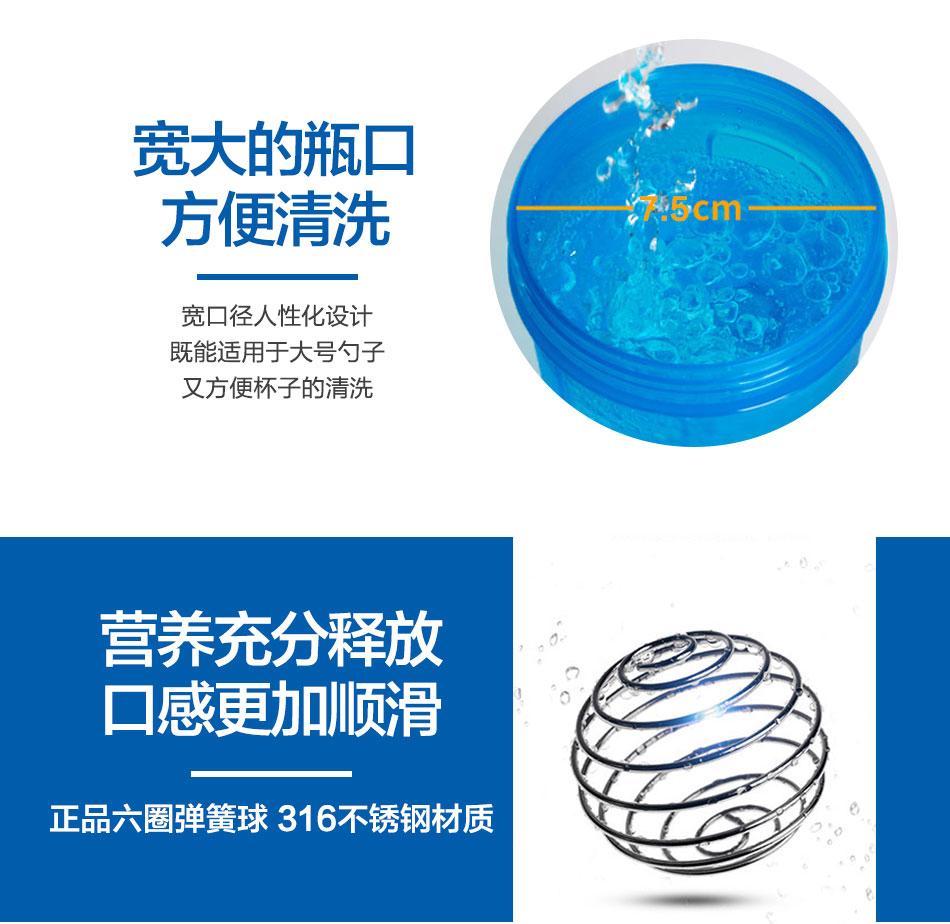 宽大的瓶口
方便清洗
宽口径人性化设计
既能适用于大号勺子
又方便杯子的清洗
7.5cm
营养充分释放
口感更加顺滑
正品六圈弹簧球 316不锈钢材质